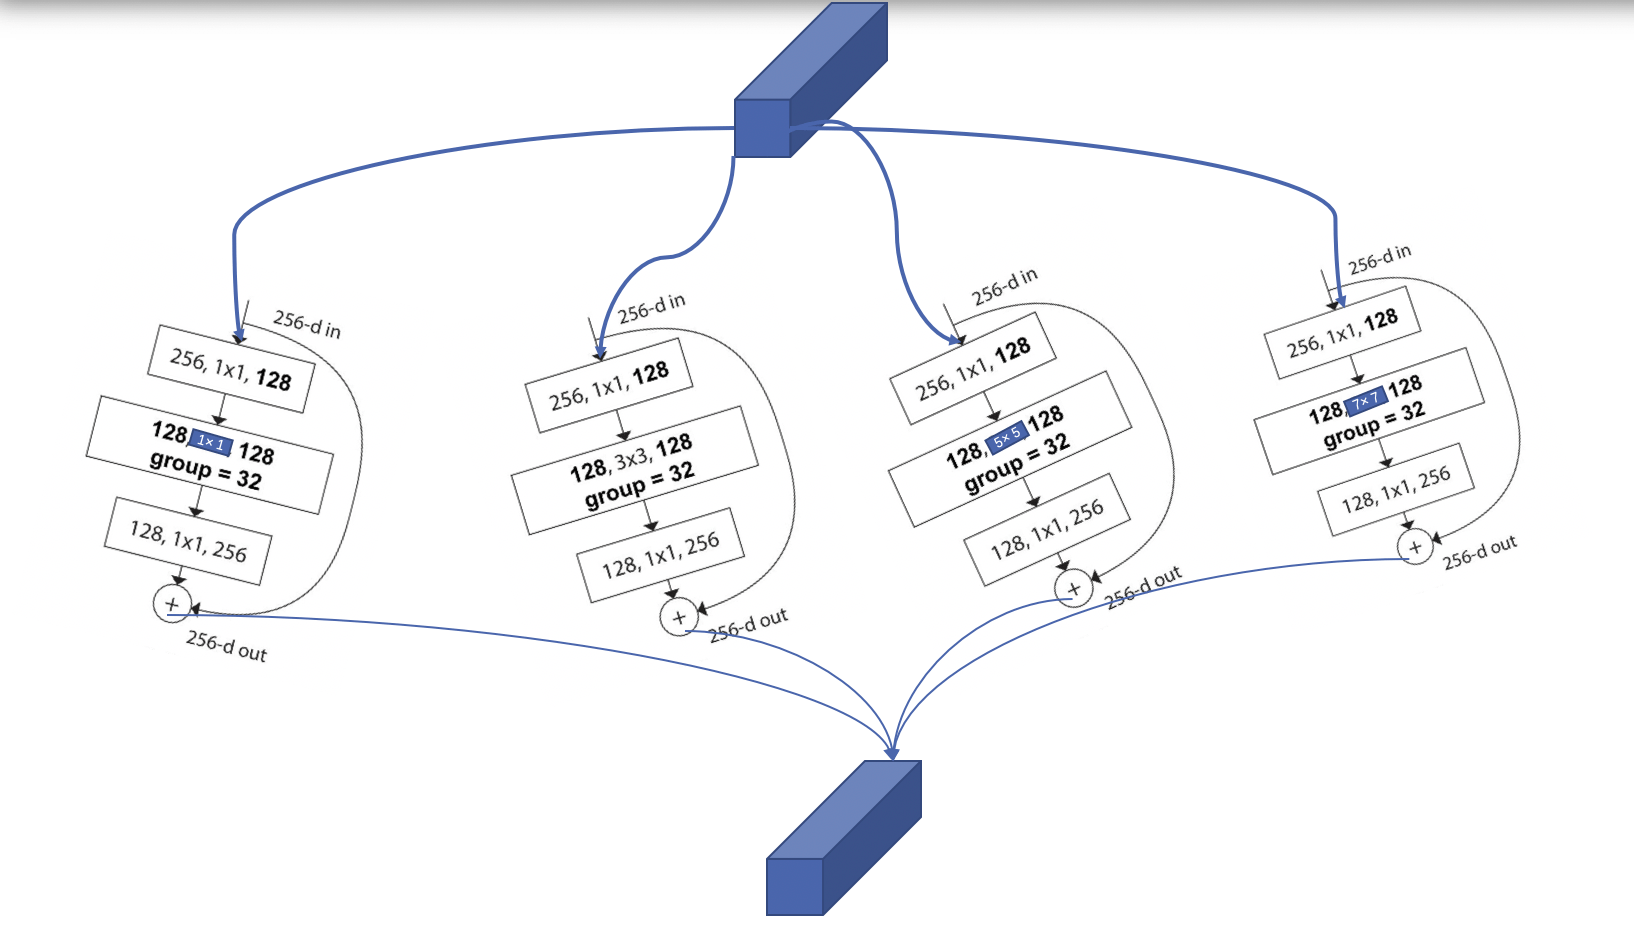 256-d in
256, 1x1, 128
128, 1× 1 128
group = 32
128, 1x1, 256
+
256-d out
256-d in
256, 1x1, 128
128, 3x3, 128
group = 32
128, 1x1, 256
+
256-d out
256-d in
256, 1x1, 128
128, 5× 5 128
group = 32
128, 1x1, 256
+
256-d out
256-d in
256, 1x1, 128
128, 7× 7 128
group = 32
128, 1x1, 256
+
256-d out